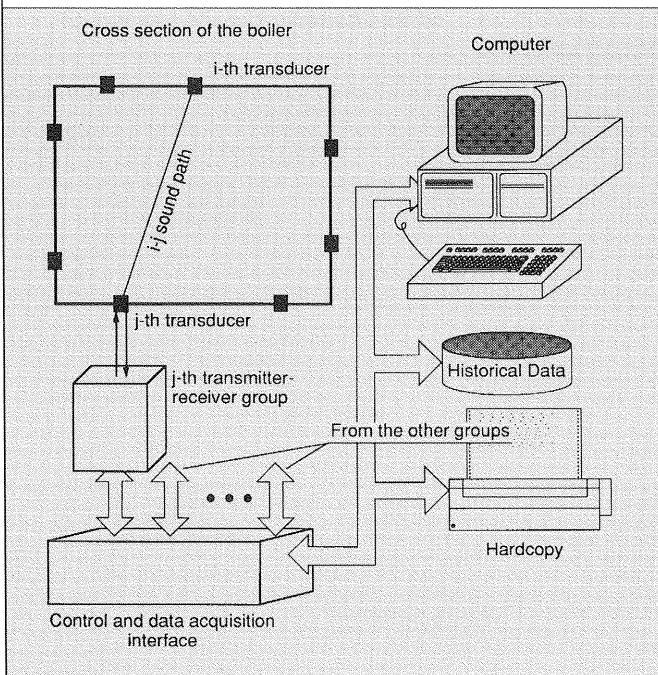 Cross section of the boiler
Computer
i-th transducer
i-j sound path
j-th transducer
j-th transmitter-
receiver group
Historical Data
From the other groups
Hardcopy
Control and data acquisition
interface